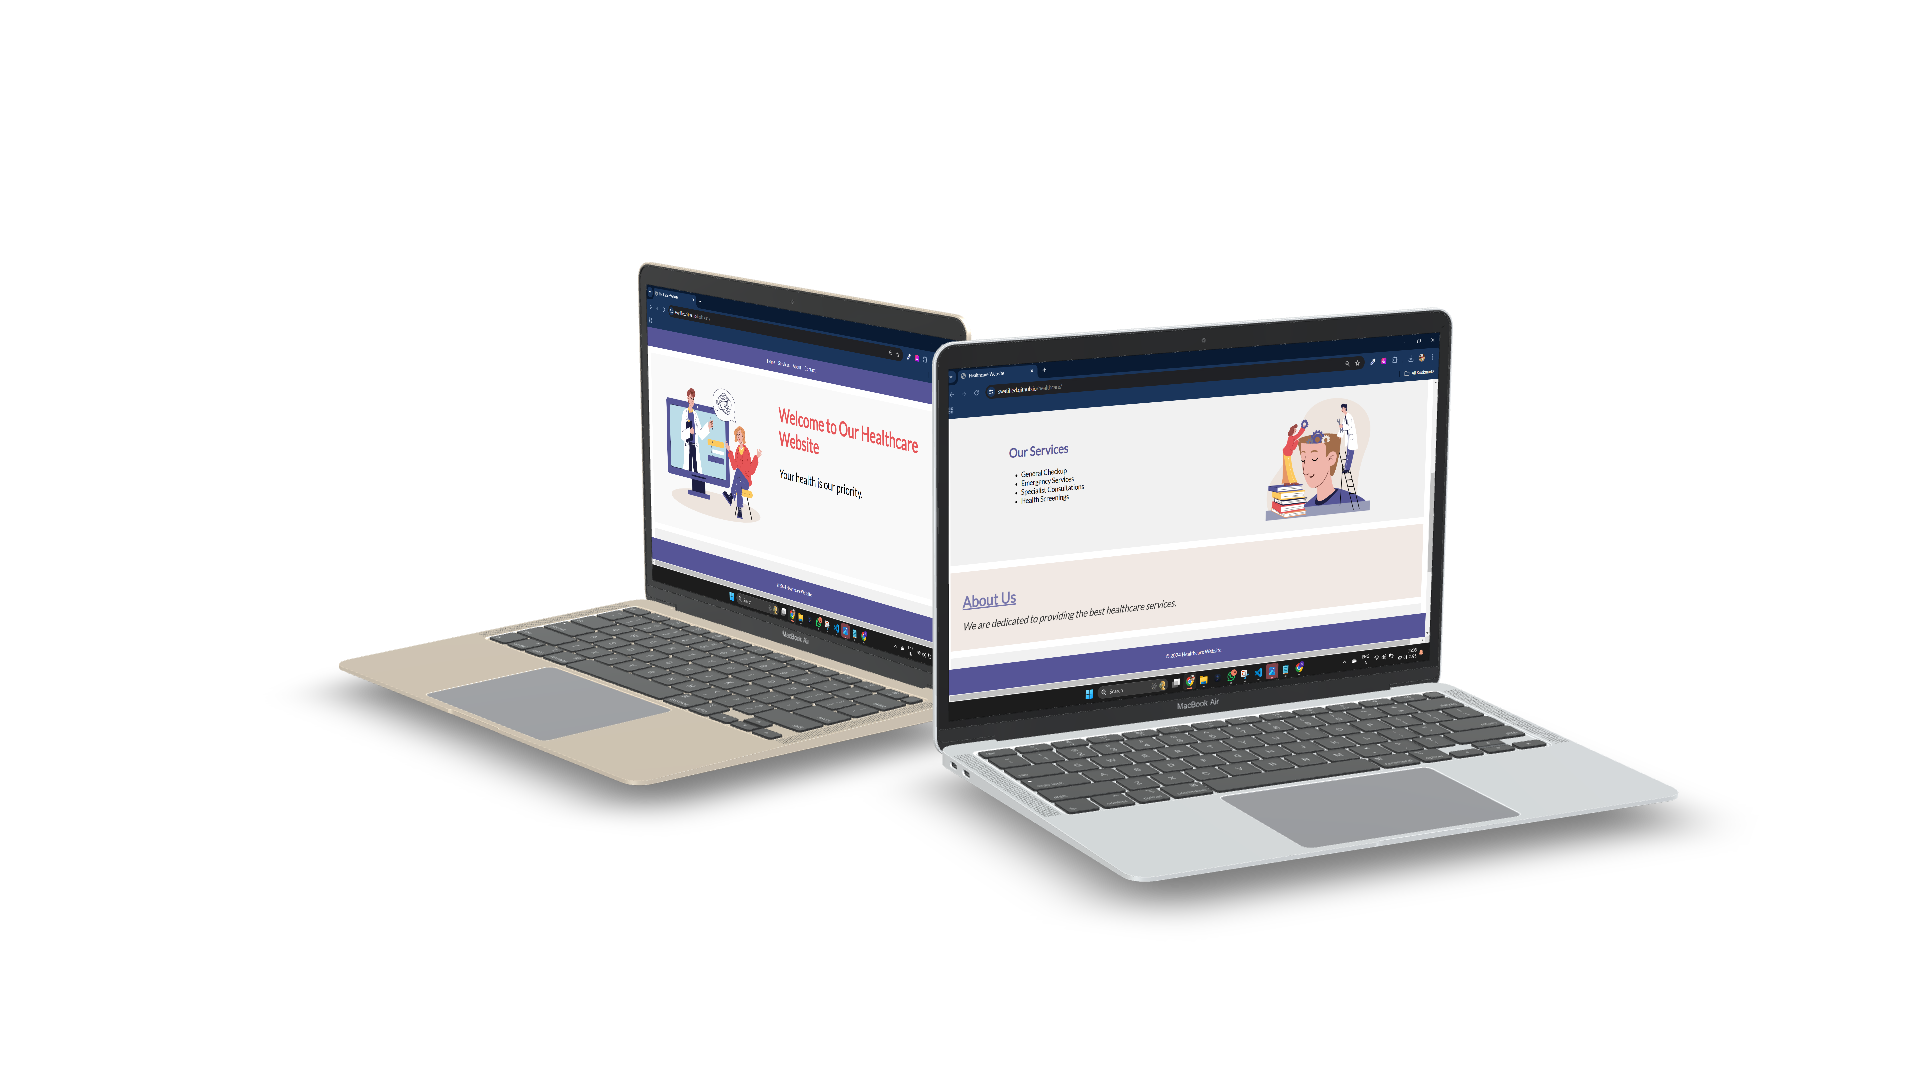 Welcome to Our Healthcare
Website
Your health is our priority.
MacBook Air
Healthcare Website
Our Services
General Checkup
Emergency Services
Specialist Consultations
Health Screenings
About Us
We are dedicated to providing the best healthcare services.
© 2024 Healthcare Website
Search
MacBook Air